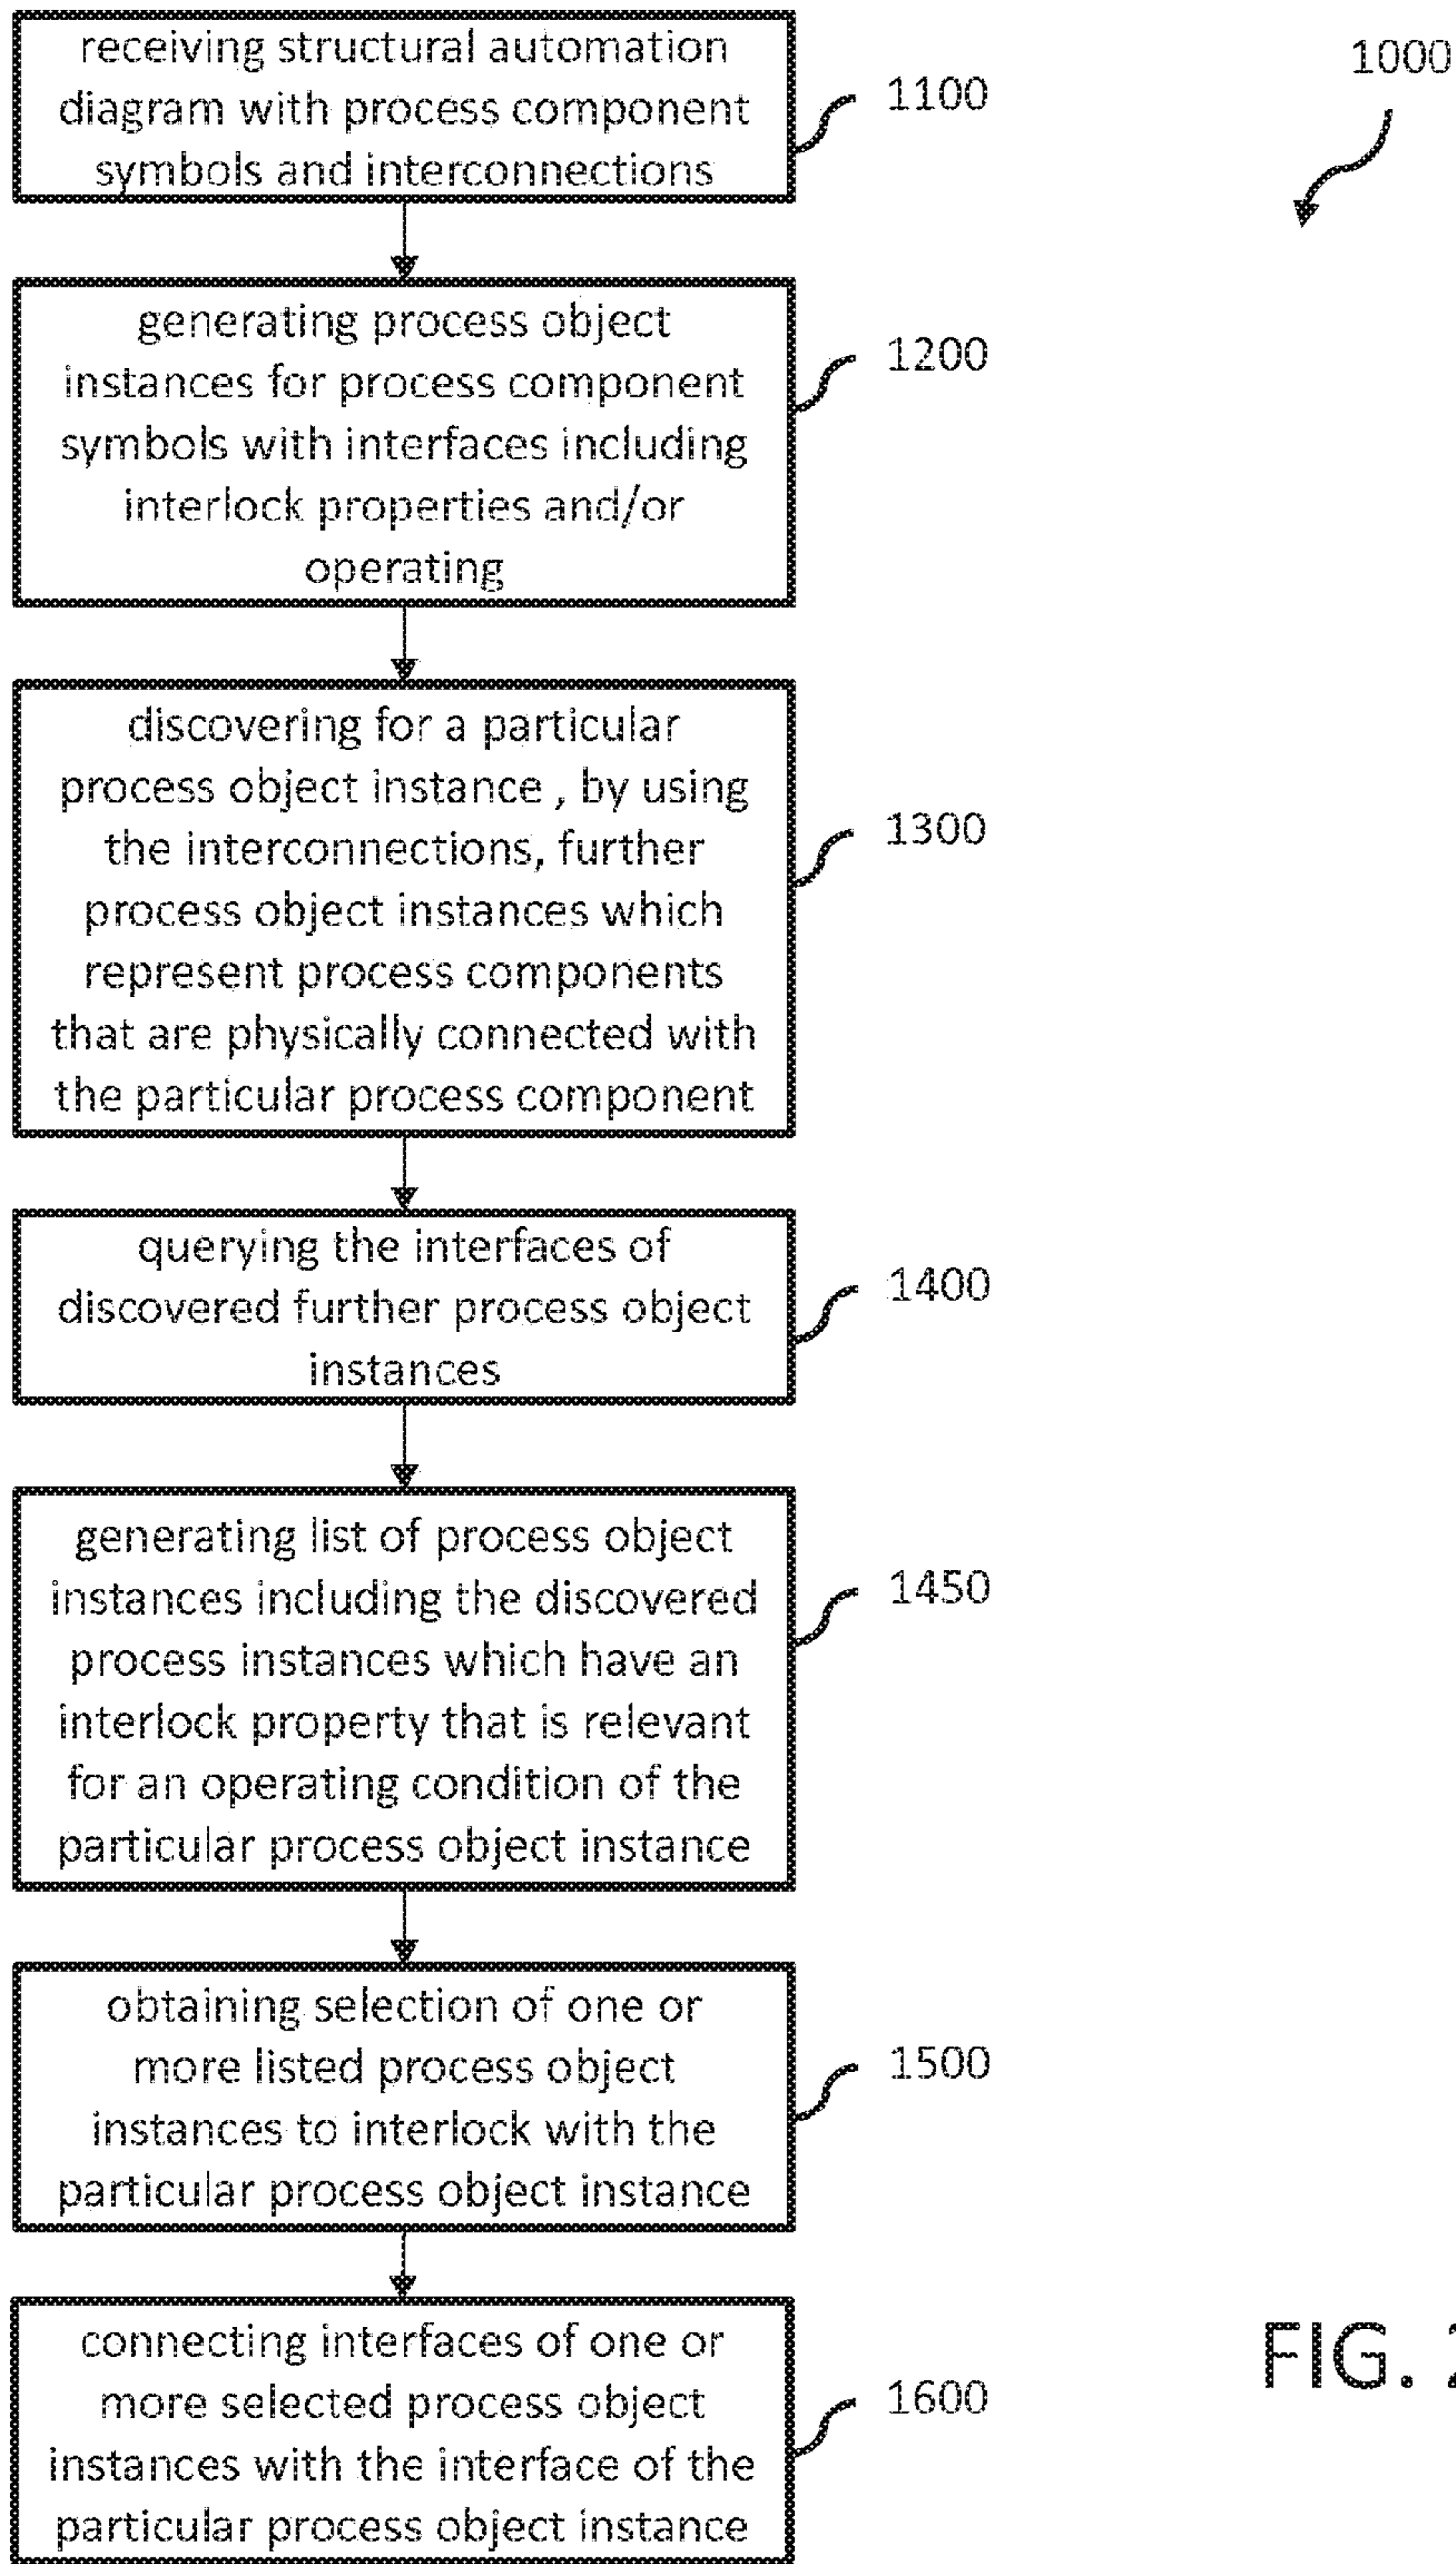 receiving structural automation
diagram with process component
symbols and interconnections
1100
1000
generating process object
instances for process component
symbols with interfaces including
interlock properties and/or
operating
1200
discovering for a particular
process object instance , by using
the interconnections, further
process object instances which
represent process components
that are physically connected with
the particular process component
1300
querying the interfaces of
discovered further process object
instances
1400
generating list of process object
instances including the discovered
process instances which have an
interlock property that is relevant
for an operating condition of the
particular process object instance
1450
obtaining selection of one or
more listed process object
instances to interlock with the
particular process object instance
1500
connecting interfaces of one or
more selected process object
instances with the interface of the
particular process object instance
1600
FIG. 2